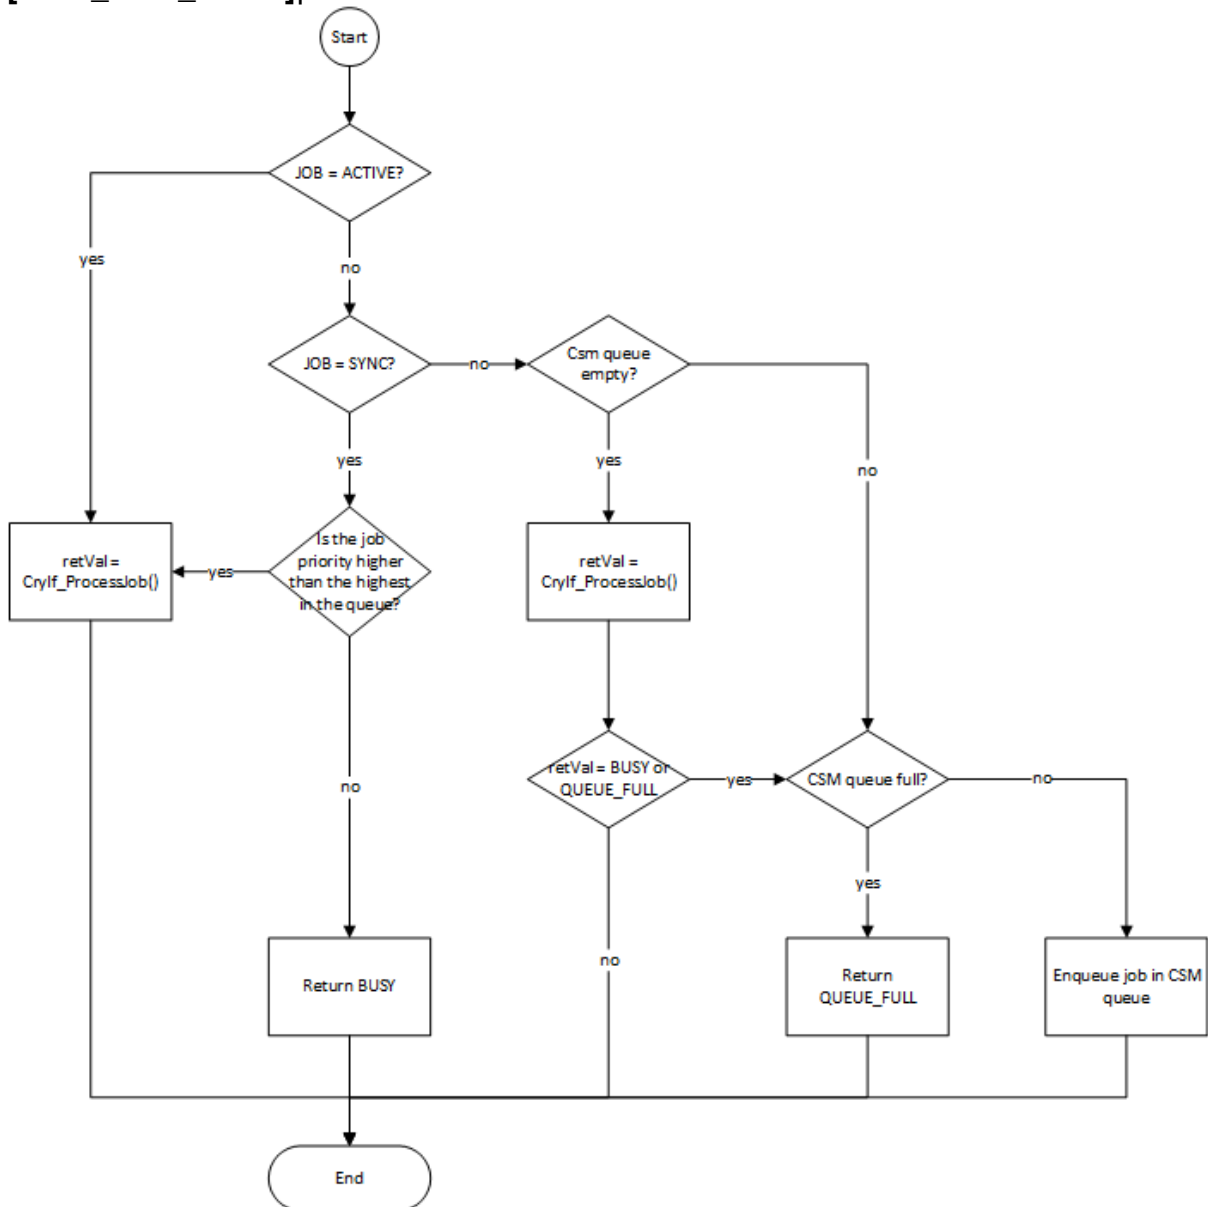 Start
JOB = ACTIVE?
yes
no
JOB = SYNC?
no
Csm queue
empty?
yes
yes
no
retVal =
CryIf_ProcessJob()
yes
Is the job
priority higher
than the highest
in the queue?
retVal =
CryIf_ProcessJob()
no
retVal = BUSY or
QUEUE_FULL
yes
CSM queue full?
no
yes
no
Return BUSY
Return
QUEUE_FULL
Enqueue job in CSM
queue
End